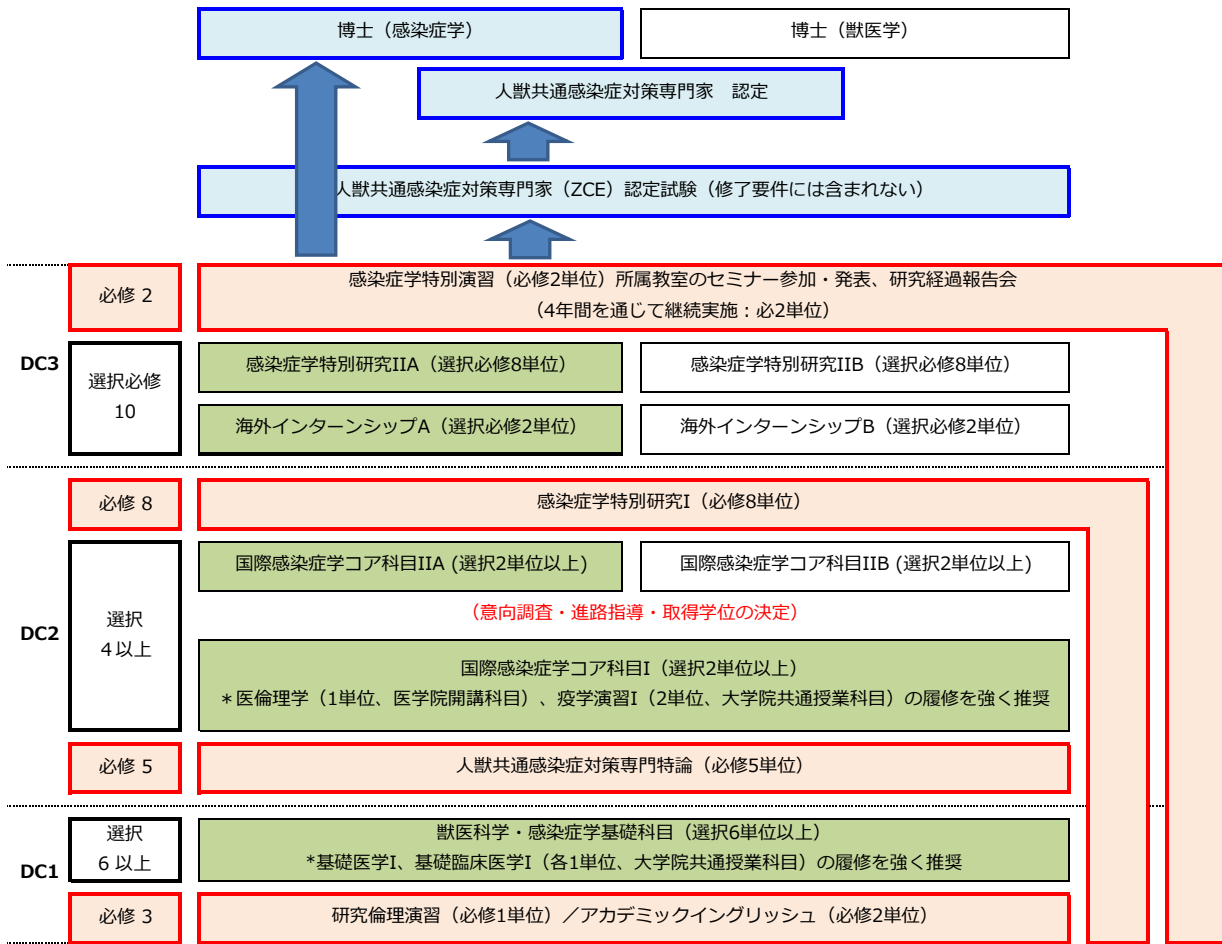 博士（感染症学）
博士（獣医学）
人獣共通感染症対策専門家　認定
人獣共通感染症対策専門家（ZCE）認定試験（修了要件には含まれない）
必修 2
感染症学特別演習（必修2単位）所属教室のセミナー参加・発表、研究経過報告会
（4年間を通じて継続実施：必2単位）
DC3
選択必修
10
感染症学特別研究IIA（選択必修8単位）
感染症学特別研究IIB（選択必修8単位）
海外インターンシップA（選択必修2単位）
海外インターンシップB（選択必修2単位）
必修 8
感染症学特別研究I（必修8単位）
DC2
選択
４以上
国際感染症学コア科目IIA (選択2単位以上)
国際感染症学コア科目IIB (選択2単位以上)
（意向調査・進路指導・取得学位の決定）
国際感染症学コア科目I（選択2単位以上）
＊医倫理学（1単位、医学院開講科目）、疫学演習I（2単位、大学院共通授業科目）の履修を強く推奨
必修 5
人獣共通感染症対策専門特論（必修5単位）
DC1
選択
６以上
獣医科学・感染症学基礎科目（選択6単位以上）
*基礎医学I、基礎臨床医学I（各1単位、大学院共通授業科目）の履修を強く推奨
必修 3
研究倫理演習（必修1単位）／アカデミックイングリッシュ（必修2単位）